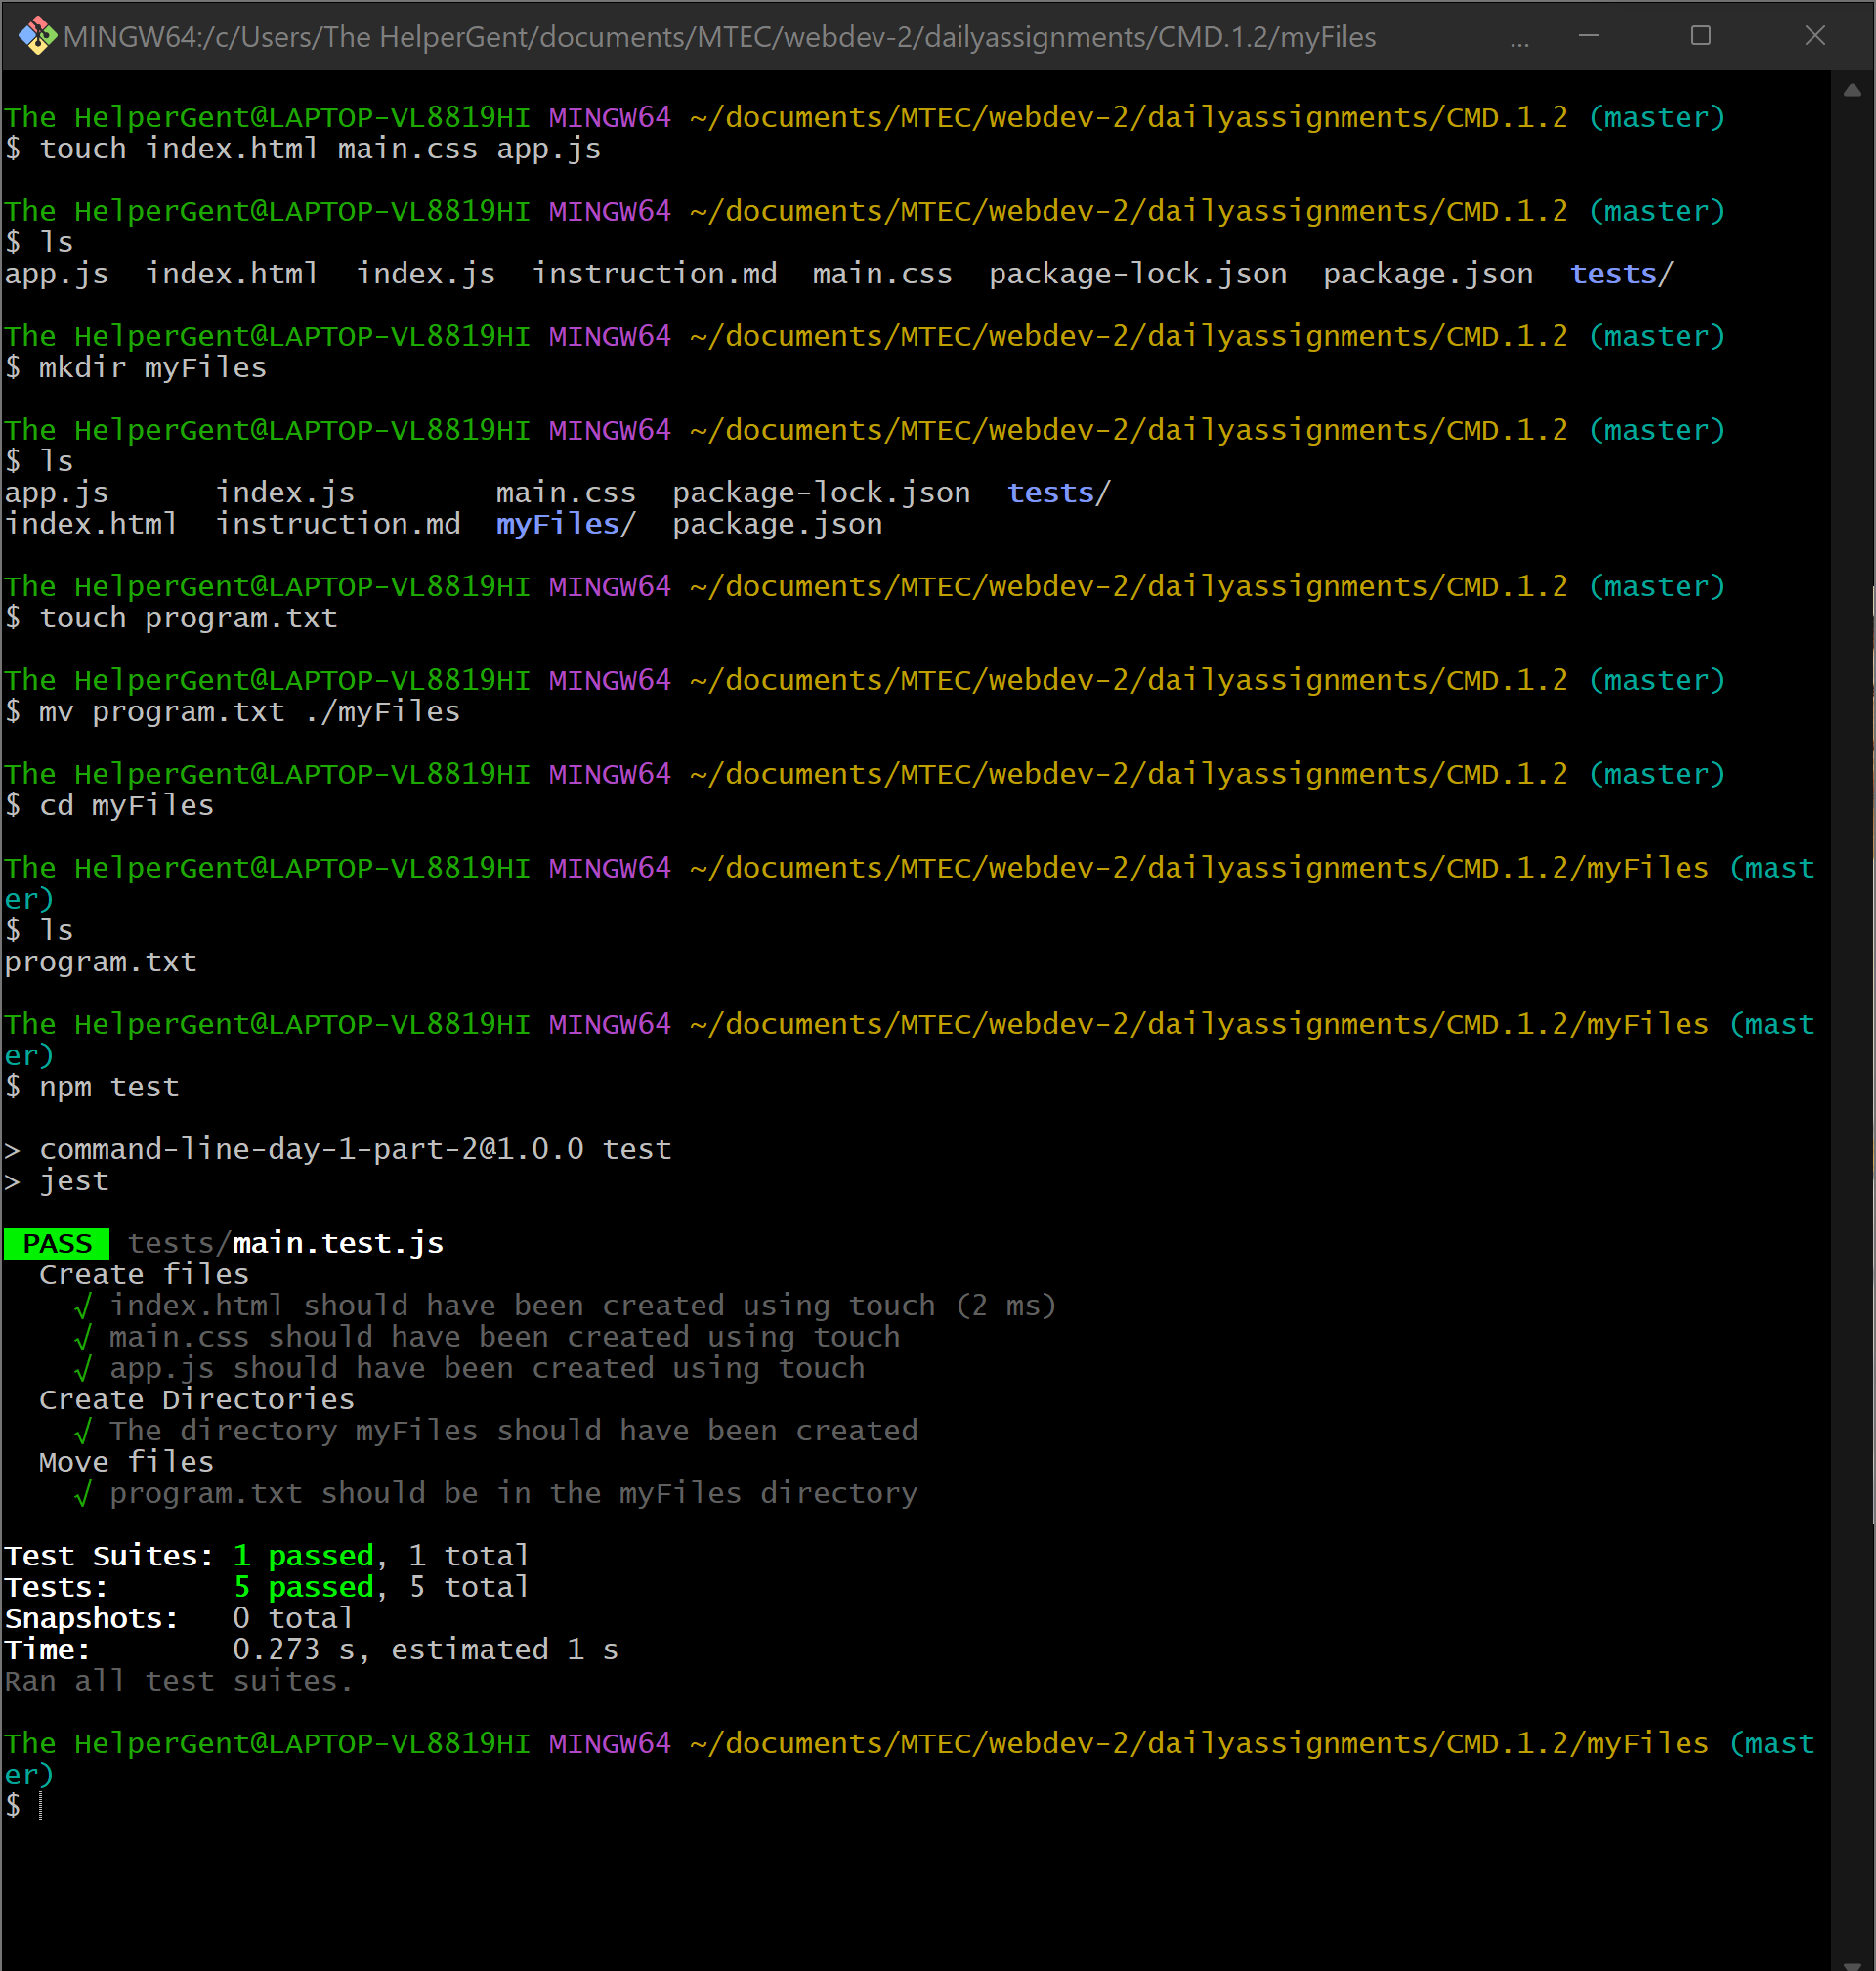 MINGW64:/c/Users/The HelperGent/documents/MTEC/webdev-2/dailyassignments/CMD.1.2/myFiles ...
The HelperGent@LAPTOP-VL8819HI MINGW64 ~/documents/MTEC/webdev-2/dailyassignments/CMD.1.2 (master)
$ touch index.html main.css app.js
The HelperGent@LAPTOP-VL8819HI MINGW64 ~/documents/MTEC/webdev-2/dailyassignments/CMD.1.2 (master)
$ ls
app.js  index.html  index.js  instruction.md  main.css  package-lock.json  package.json  tests/
The HelperGent@LAPTOP-VL8819HI MINGW64 ~/documents/MTEC/webdev-2/dailyassignments/CMD.1.2 (master)
$ mkdir myFiles
The HelperGent@LAPTOP-VL8819HI MINGW64 ~/documents/MTEC/webdev-2/dailyassignments/CMD.1.2 (master)
$ ls
app.js      index.js        main.css  package-lock.json  tests/
index.html  instruction.md  myFiles/  package.json
The HelperGent@LAPTOP-VL8819HI MINGW64 ~/documents/MTEC/webdev-2/dailyassignments/CMD.1.2 (master)
$ touch program.txt
The HelperGent@LAPTOP-VL8819HI MINGW64 ~/documents/MTEC/webdev-2/dailyassignments/CMD.1.2 (master)
$ mv program.txt ./myFiles
The HelperGent@LAPTOP-VL8819HI MINGW64 ~/documents/MTEC/webdev-2/dailyassignments/CMD.1.2 (master)
$ cd myFiles
The HelperGent@LAPTOP-VL8819HI MINGW64 ~/documents/MTEC/webdev-2/dailyassignments/CMD.1.2/myFiles (mast
er)
$ ls
program.txt
The HelperGent@LAPTOP-VL8819HI MINGW64 ~/documents/MTEC/webdev-2/dailyassignments/CMD.1.2/myFiles (mast
er)
$ npm test
> command-line-day-1-part-2@1.0.0 test
> jest
PASS tests/main.test.js
Create files
√ index.html should have been created using touch (2 ms)
√ main.css should have been created using touch
√ app.js should have been created using touch
Create Directories
√ The directory myFiles should have been created
Move files
√ program.txt should be in the myFiles directory
Test Suites: 1 passed, 1 total
Tests:       5 passed, 5 total
Snapshots:   0 total
Time:        0.273 s, estimated 1 s
Ran all test suites.
The HelperGent@LAPTOP-VL8819HI MINGW64 ~/documents/MTEC/webdev-2/dailyassignments/CMD.1.2/myFiles (mast
er)
$